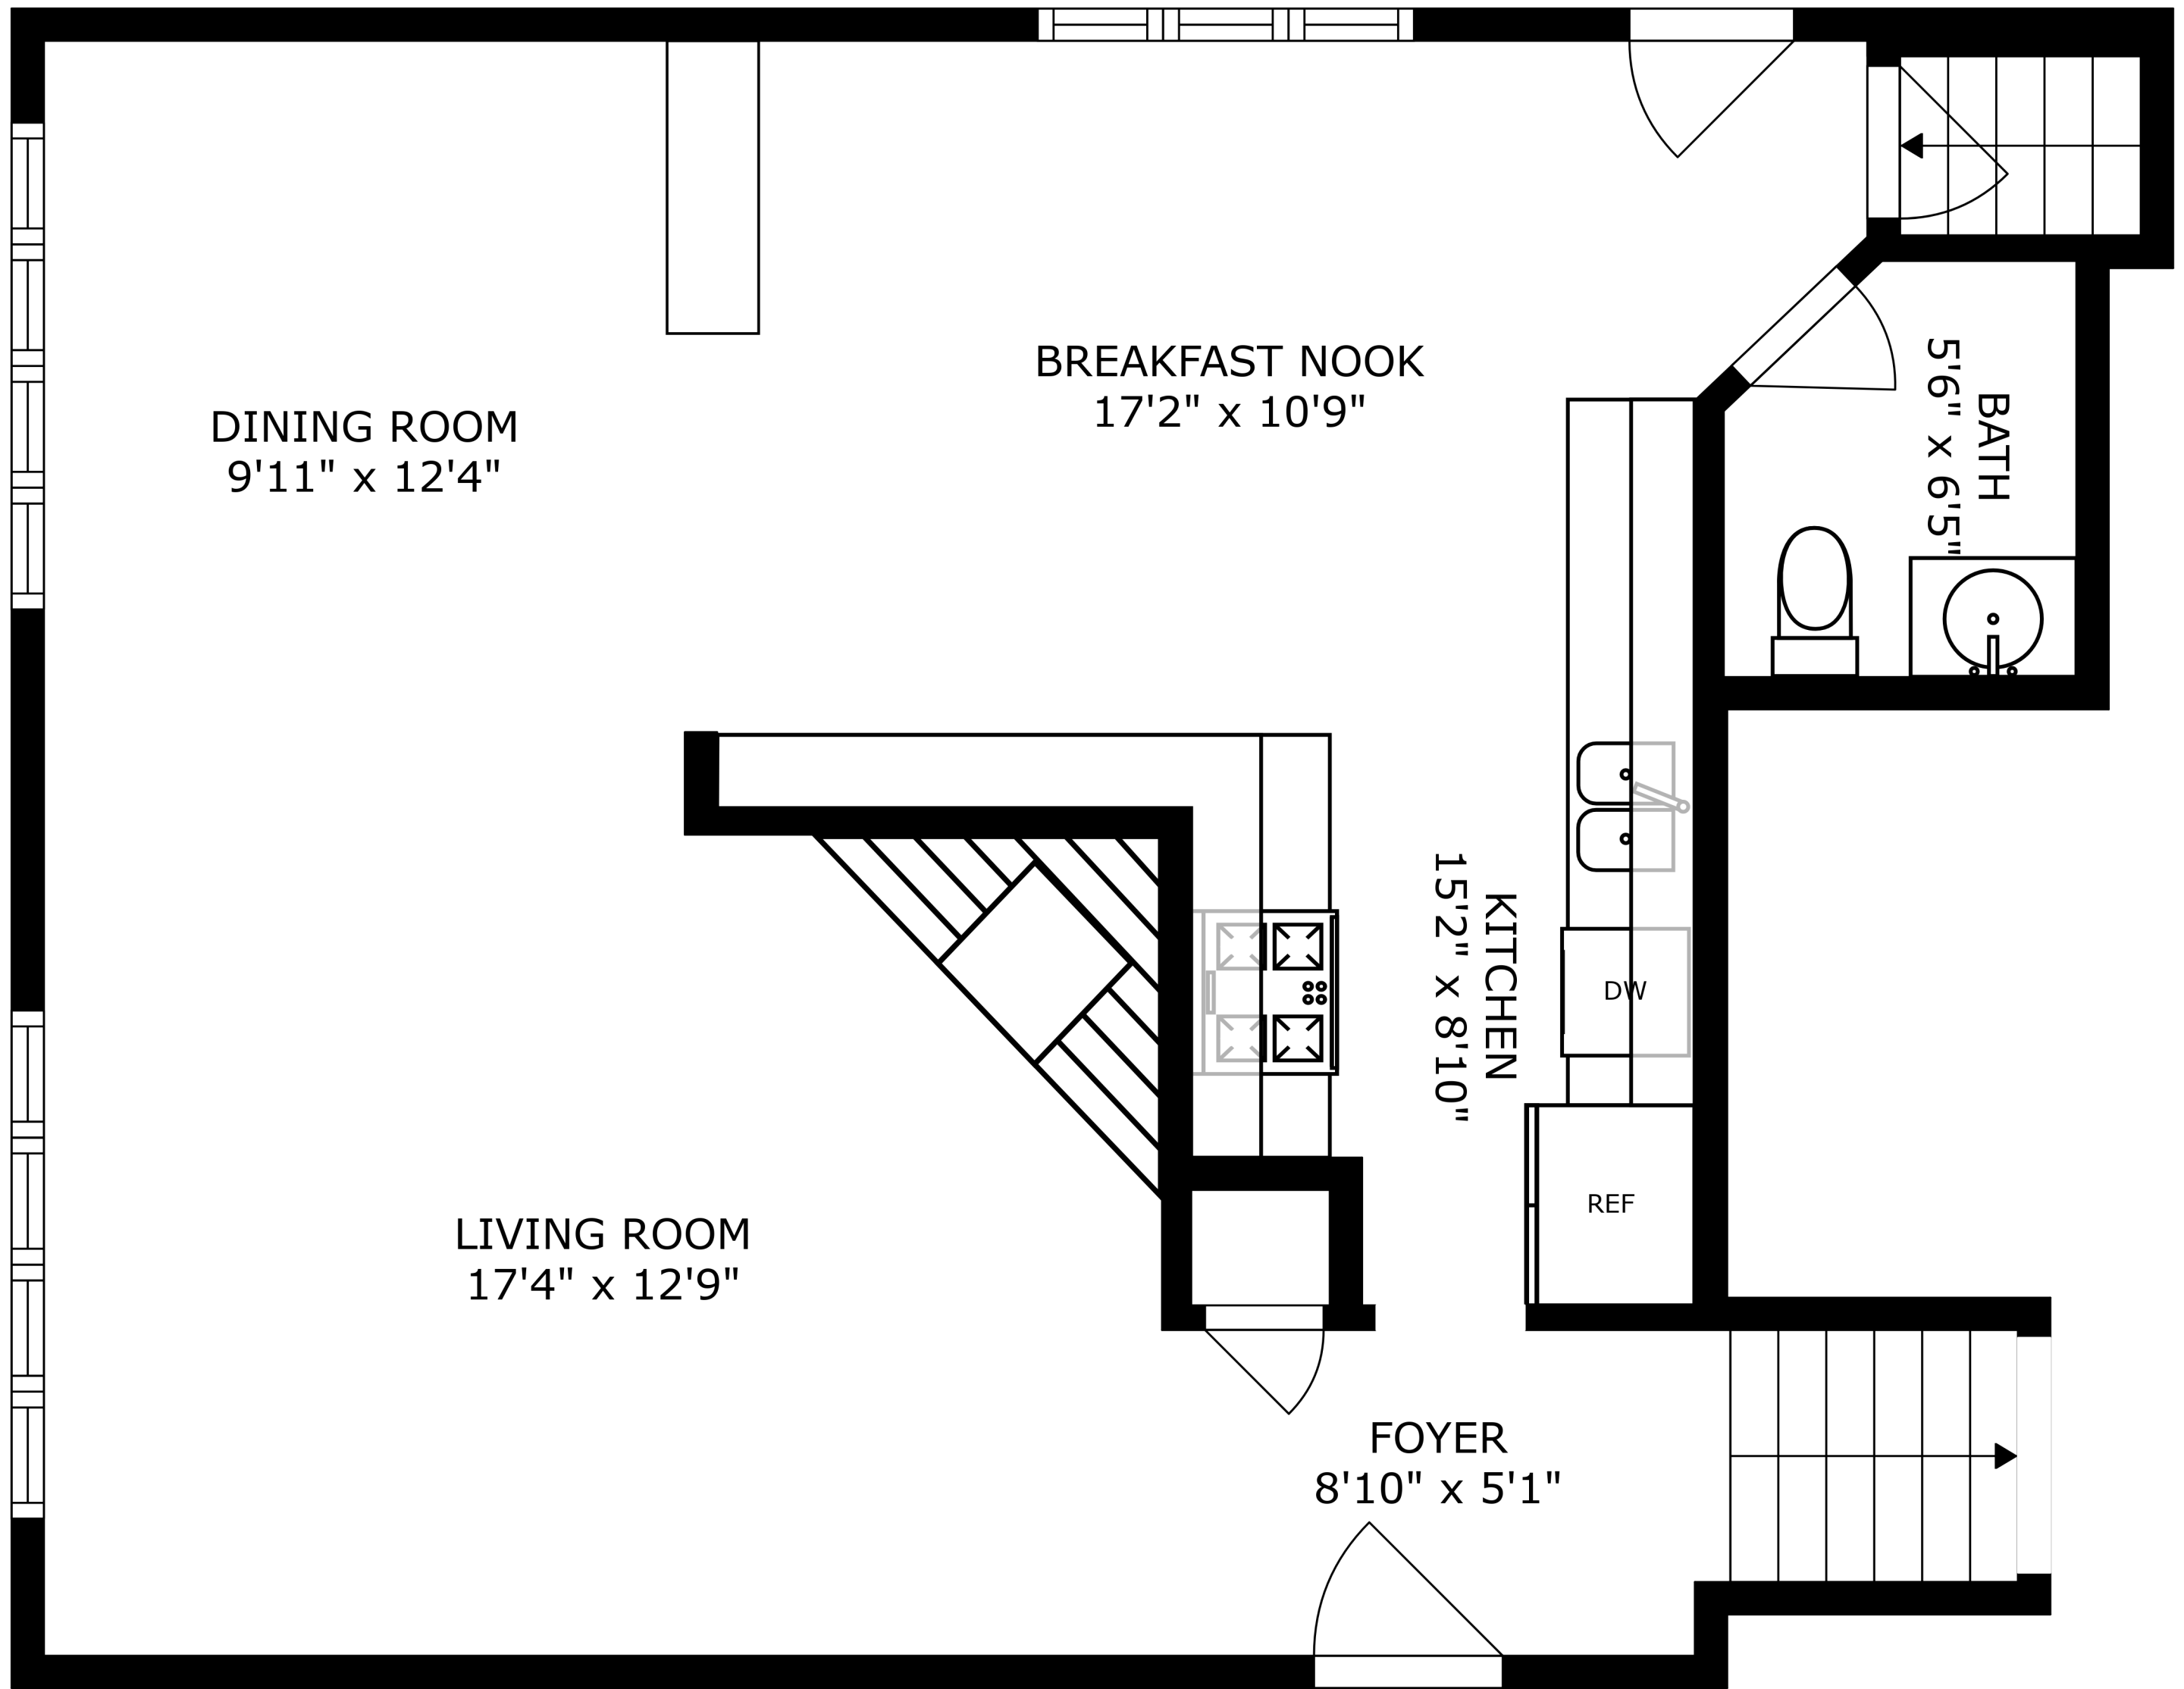 BREAKFAST NOOK
17'2" x 10'9"
DINING ROOM
9'11" x 12'4"
BATH
5'6" x 6'5"
KITCHEN
15'2" x 8'10"
DW
REF
LIVING ROOM
17'4" x 12'9"
FOYER
8'10" x 5'1"